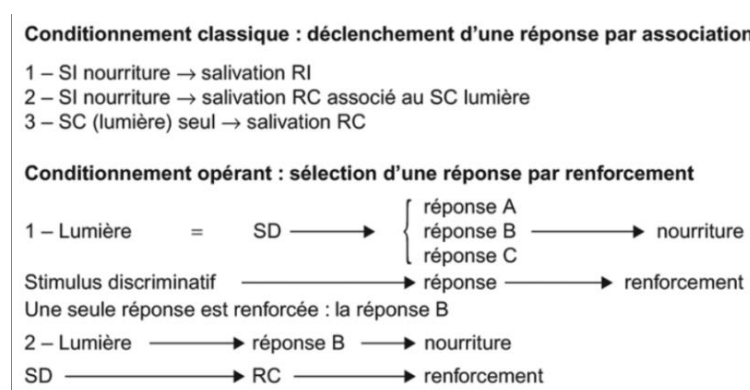 Conditionnement classique : déclenchement d'une réponse par association
1 – SI nourriture → salivation RI
2 – SI nourriture → salivation RC associé au SC lumière
3 – SC (lumière) seul → salivation RC
Conditionnement opérant : sélection d'une réponse par renforcement
réponse A
1 – Lumière = SD → réponse B → nourriture
réponse C
Stimulus discriminatif → réponse → renforcement
Une seule réponse est renforcée : la réponse B
2 – Lumière → réponse B → nourriture
SD → RC → renforcement